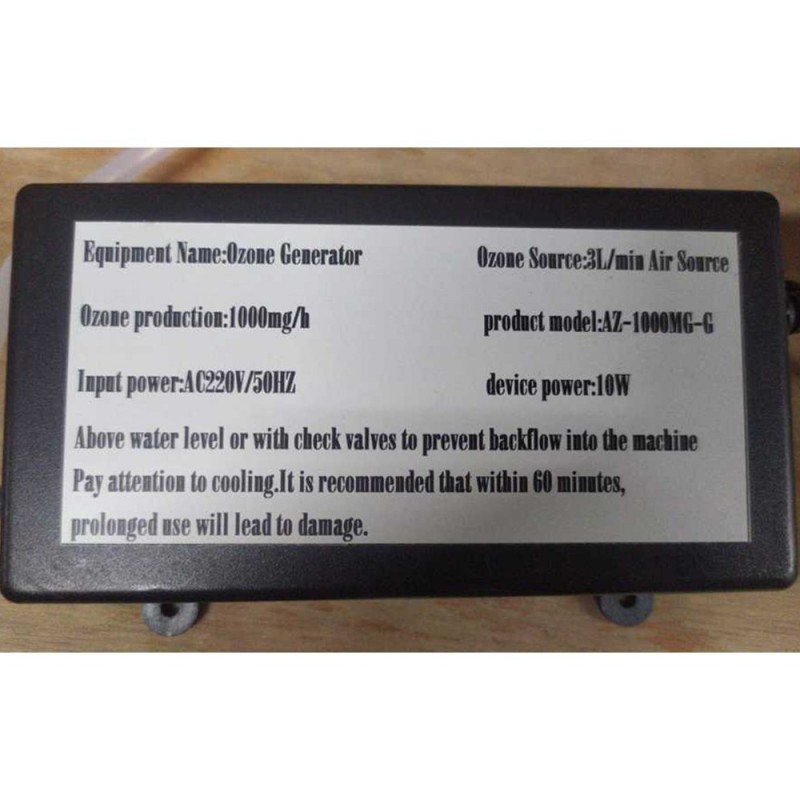 Equipment Name:Ozone Generator Ozone Source:3L/min Air Source
Ozone production:1000mg/h product model:AZ-1000MG-G
Input power:AC220V/50HZ device power:10W
Above water level or with check valves to prevent backflow into the machine
Pay attention to cooling.It is recommended that within 60 minutes,
prolonged use will lead to damage.